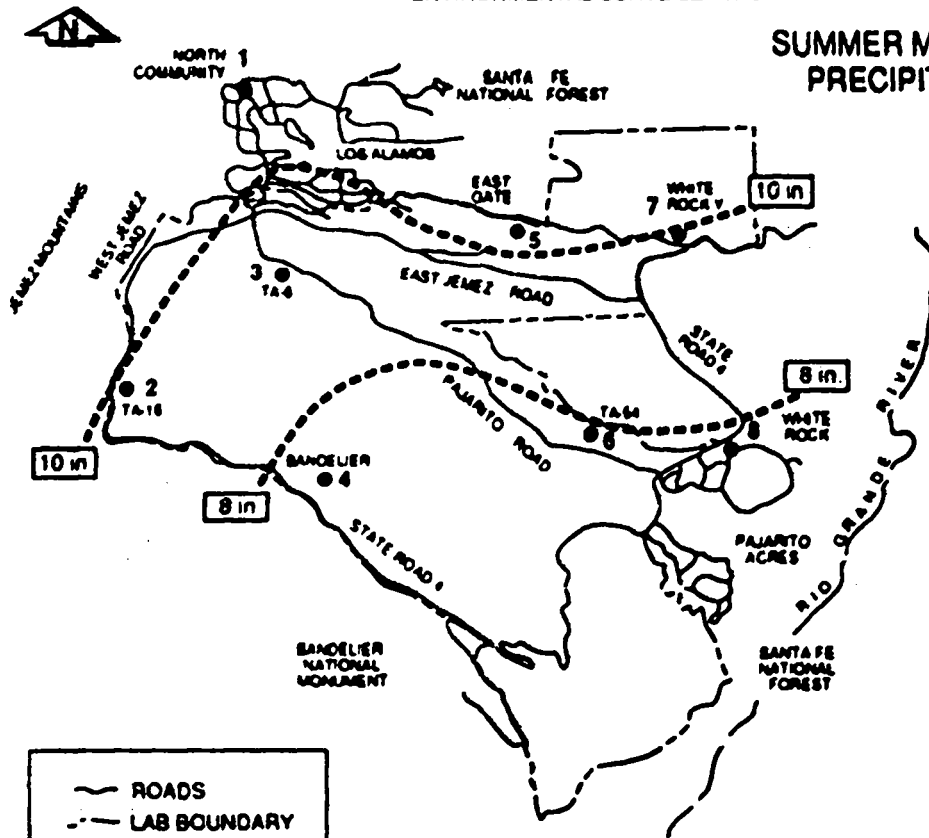 N
SUMMER M
PRECIPIT
NORTH
COMMUNITY
1
SANTA FE
NATIONAL FOREST
LOS ALAMOS
JEMEZ MOUNTAINS
WEST JEMEZ
ROAD
EAST
GATE
5
7
WHITE
ROCK Y
10 in
3
TA-6
EAST JEMEZ ROAD
STATE
ROAD 4
8 in.
2
TA-16
PAJARITO
ROAD
TA-54
6
8
WHITE
ROCK
10 in
BANDELIER
4
8 in
STATE ROAD 4
PAJARITO
ACRES
RIO GRANDE RIVER
BANDELIER
NATIONAL
MONUMENT
SANTA FE
NATIONAL
FOREST
ROADS
LAB BOUNDARY